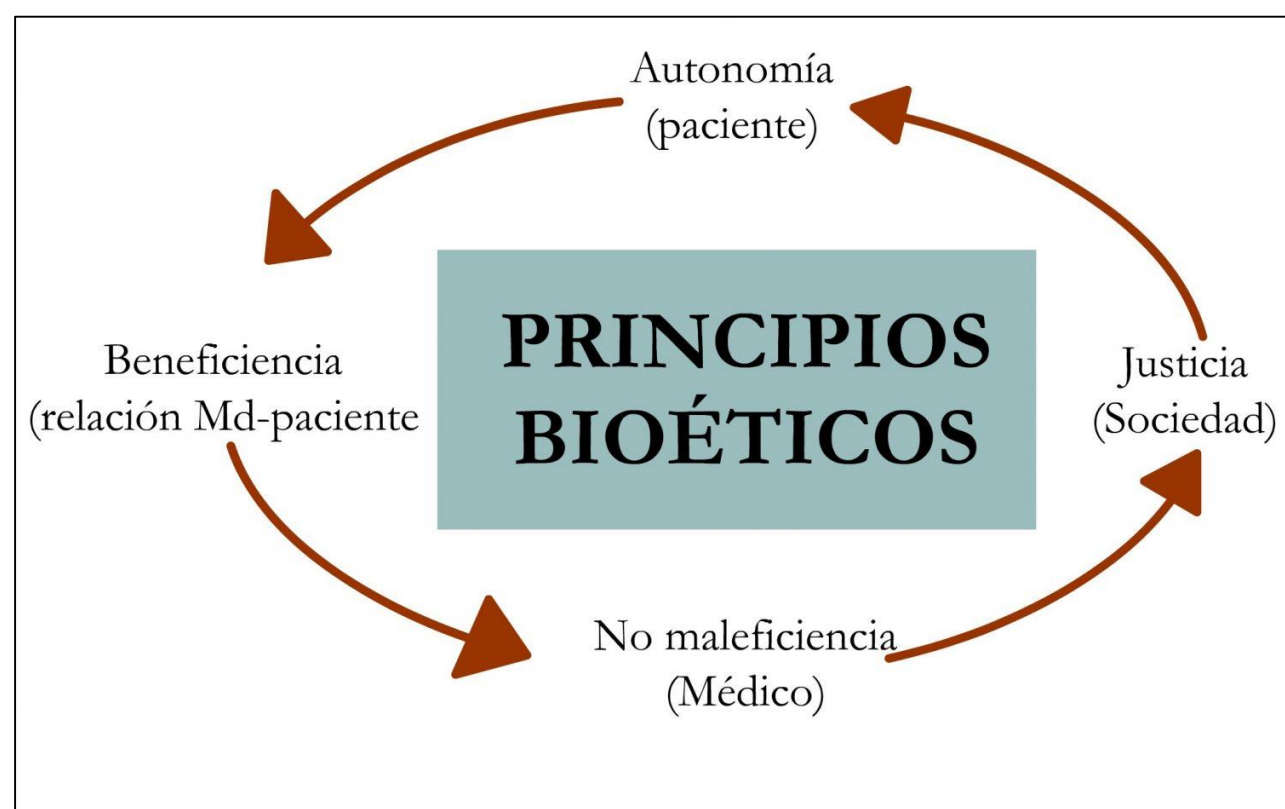 Autonomía
(paciente)
PRINCIPIOS
BIOÉTICOS
Beneficiencia
(relación Md-paciente
Justicia
(Sociedad)
No maleficiencia
(Médico)